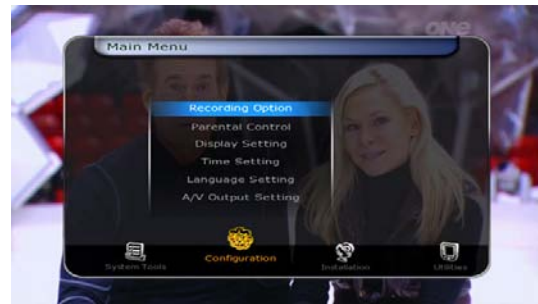 ONE
Main Menu
Recording Option
Parental Control
Display Setting
Time Setting
Language Setting
A/V Output Setting
System Tools
Configuration
Installation
Utilities